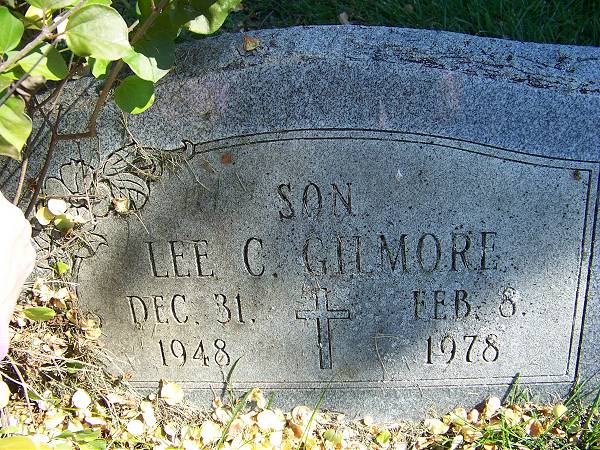 SON
LEE C. GILMORE
DEC. 31. FEB. 8.
1948 1978